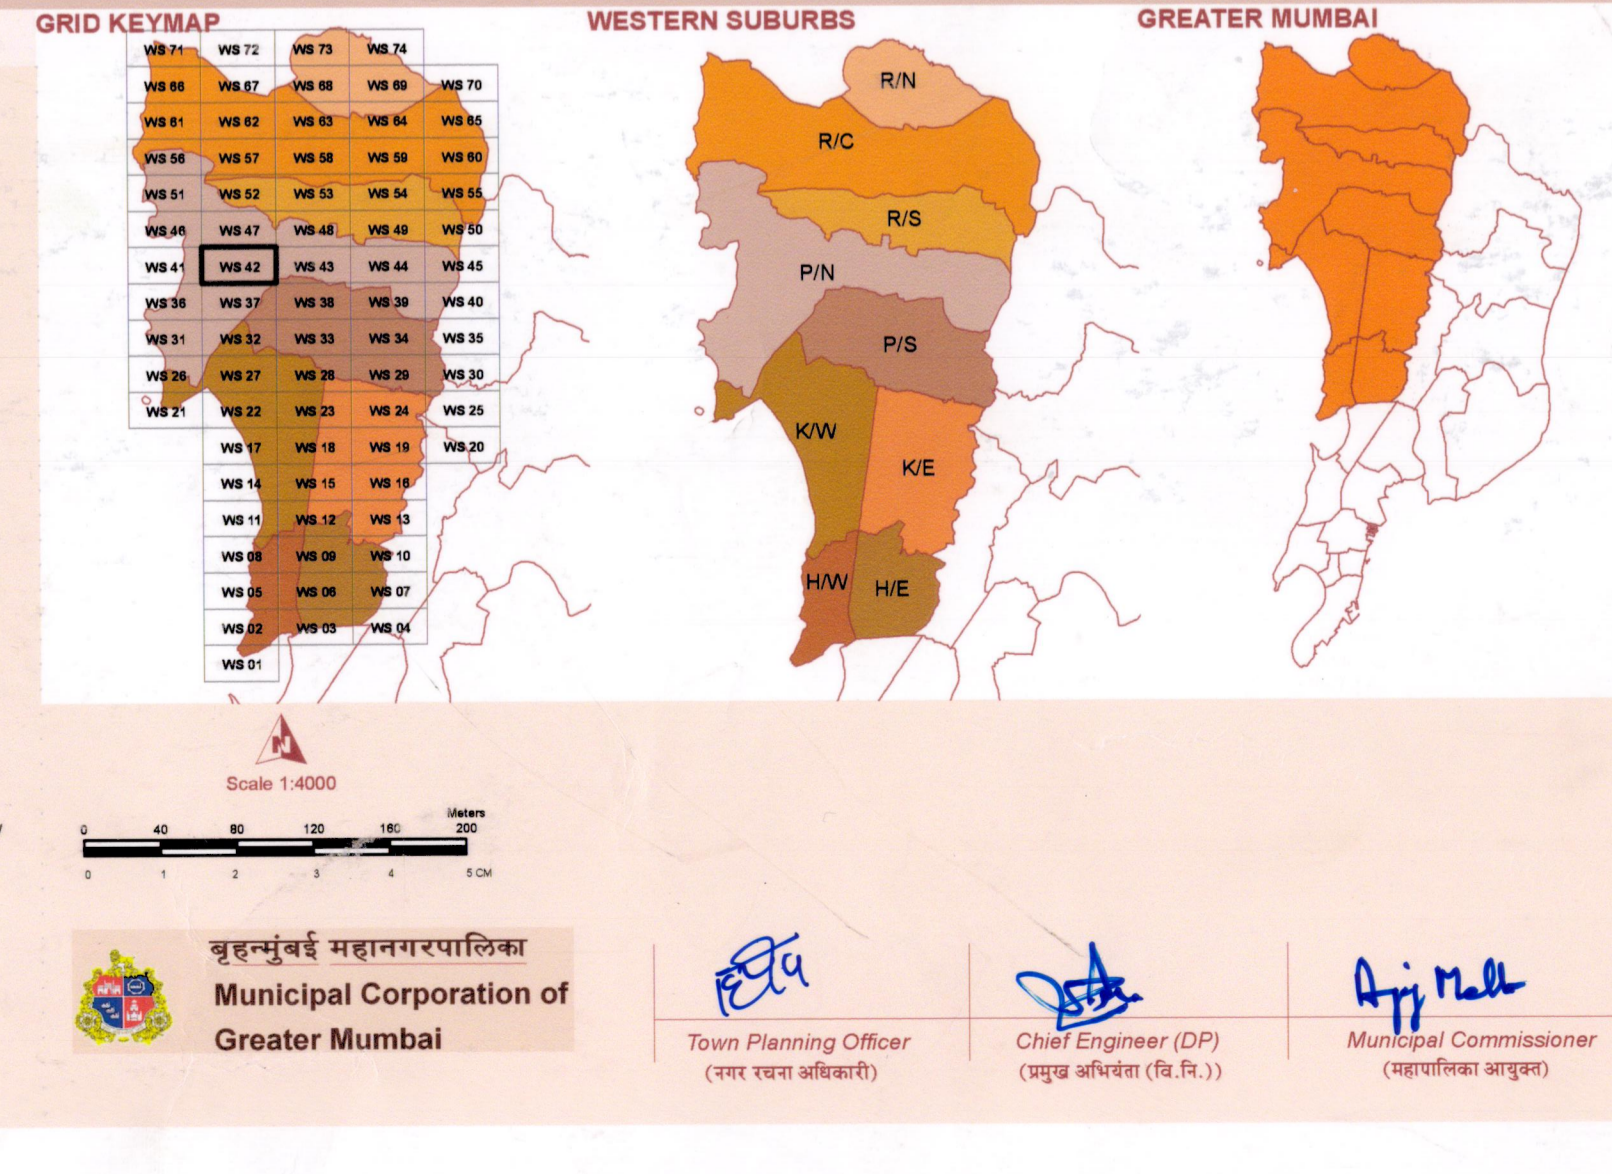 GRID KEYMAP
WS 71 WS 72 WS 73 WS 74
WS 66 WS 67 WS 68 WS 69 WS 70
WS 61 WS 62 WS 63 WS 64 WS 65
WS 56 WS 57 WS 58 WS 59 WS 60
WS 51 WS 52 WS 53 WS 54 WS 55
WS 46 WS 47 WS 48 WS 49 WS 50
WS 41 WS 42 WS 43 WS 44 WS 45
WS 36 WS 37 WS 38 WS 39 WS 40
WS 31 WS 32 WS 33 WS 34 WS 35
WS 26 WS 27 WS 28 WS 29 WS 30
WS 21 WS 22 WS 23 WS 24 WS 25
WS 17 WS 18 WS 19 WS 20
WS 14 WS 15 WS 16
WS 11 WS 12 WS 13
WS 08 WS 09 WS 10
WS 05 WS 06 WS 07
WS 02 WS 03 WS 04
WS 01
WESTERN SUBURBS
R/N
R/C
R/S
P/N
P/S
K/W
K/E
H/W
H/E
GREATER MUMBAI
N
Scale 1:4000
Meters
0 40 80 120 160 200
0 1 2 3 4 5 CM
बृहन्मुंबई महानगरपालिका
Municipal Corporation of
Greater Mumbai
Town Planning Officer
(नगर रचना अधिकारी)
Chief Engineer (DP)
(प्रमुख अभियंता (वि.नि.))
Municipal Commissioner
(महापालिका आयुक्त)